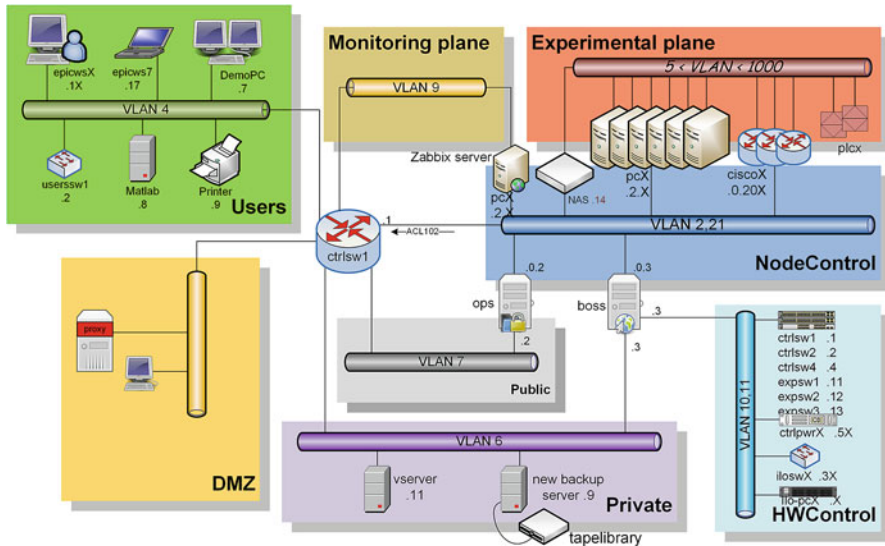 Monitoring plane
Experimental plane
epicwsX
.1X
epicws7
.17
DemoPC
.7
VLAN 4
userssw1
.2
Matlab
.8
Printer
.9
Users
VLAN 9
5 < VLAN < 1000
Zabbix server
pcX
.2.X
NAS .14
pcX
.2.X
ciscoX
.0.20X
plcx
ctrlsw1
.1
ACL102
VLAN 2,21
NodeControl
.0.2
.0.3
ops
boss
.2
.3
.3
VLAN 7
Public
proxy
DMZ
VLAN 6
vserver
.11
new backup
server .9
tapelibrary
Private
VLAN 10,11
ctrlsw1 .1
ctrlsw2 .2
ctrlsw4 .4
expsw1 .11
expsw2 .12
expsw3 .13
ctrlpwrX .5X
iloswX .3X
ilo-pcX .X
HWControl